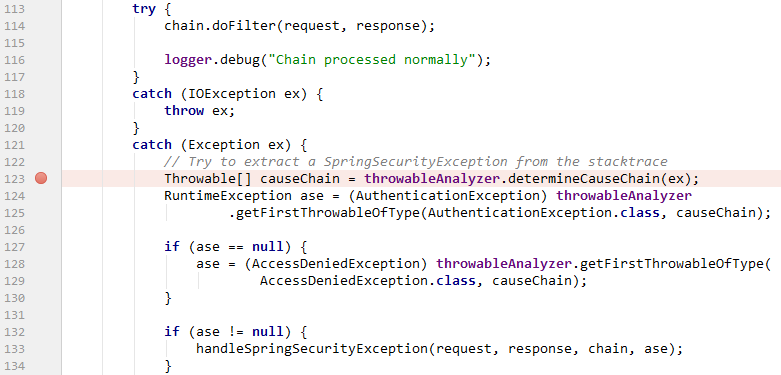 113 try {
114 chain.doFilter(request, response);
115
116 logger.debug("Chain processed normally");
117 }
118 catch (IOException ex) {
119 throw ex;
120 }
121 catch (Exception ex) {
122 // Try to extract a SpringSecurityException from the stacktrace
123 Throwable[] causeChain = throwableAnalyzer.determineCauseChain(ex);
124 RuntimeException ase = (AuthenticationException) throwableAnalyzer
125 .getFirstThrowableOfType(AuthenticationException.class, causeChain);
126
127 if (ase == null) {
128 ase = (AccessDeniedException) throwableAnalyzer.getFirstThrowableOfType(
129 AccessDeniedException.class, causeChain);
130 }
131
132 if (ase != null) {
133 handleSpringSecurityException(request, response, chain, ase);
134 }